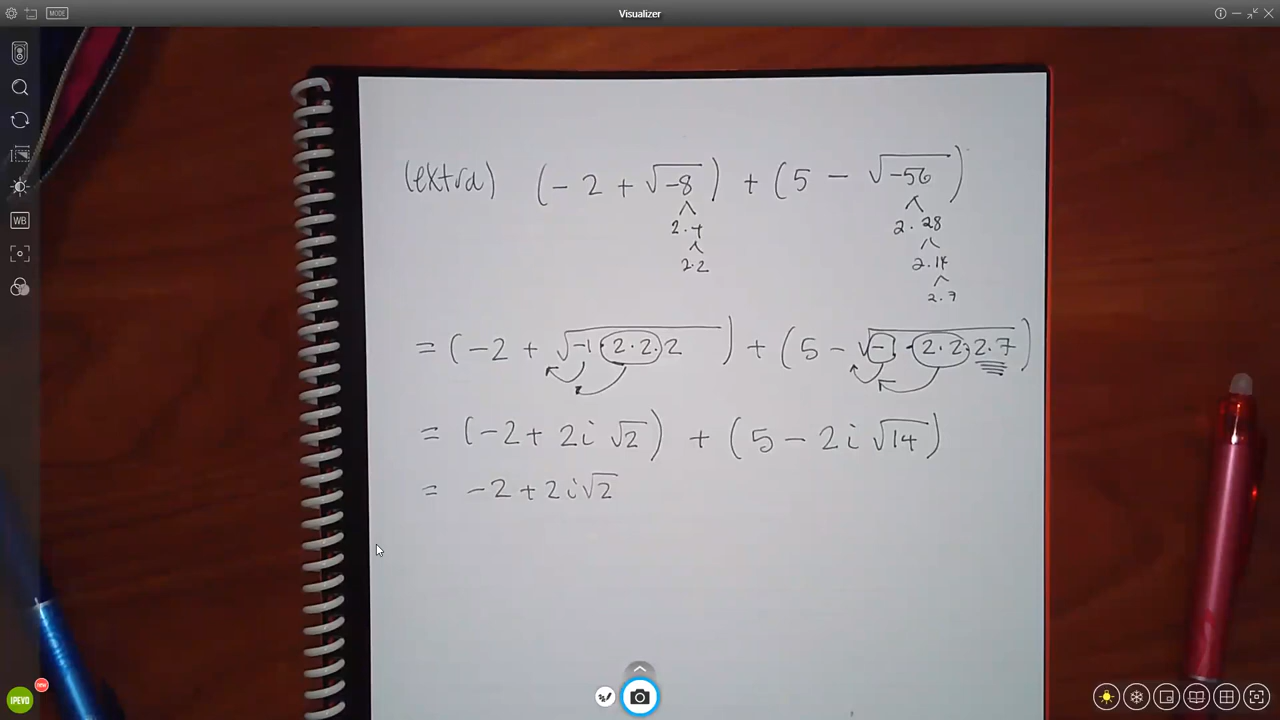 MODE
Visualizer
(extra) (-2 + √-8) + (5 - √-56)
2.4 2.28
2.2 2.14
2.7
= (-2 + √-1 2.2.2) + (5 - √-1 2.2.2.7)
= (-2 + 2i √2) + (5 - 2i √14)
= -2 + 2i√2
WB
new
IPEVO